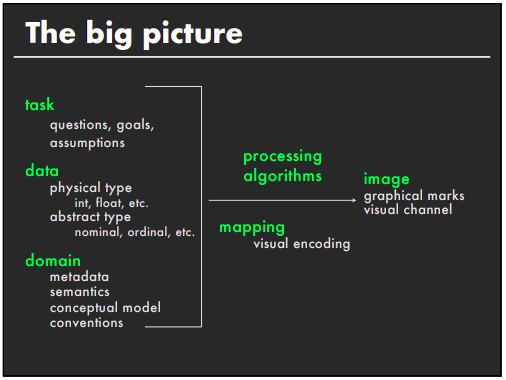 The big picture
task
questions, goals,
assumptions
data
physical type
int, float, etc.
abstract type
nominal, ordinal, etc.
domain
metadata
semantics
conceptual model
conventions
processing
algorithms
mapping
visual encoding
image
graphical marks
visual channel